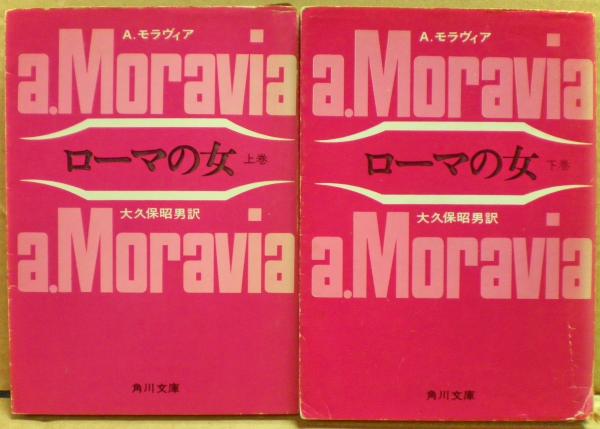 A.モラヴィア
a.Moravia
ローマの女 上巻
大久保昭男訳
a.Moravia
角川文庫
A.モラヴィア
a.Moravia
ローマの女 下巻
大久保昭男訳
a.Moravia
角川文庫